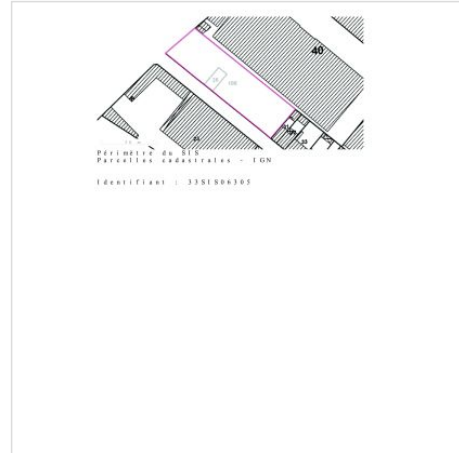 40
Périmètre du SIS
Parcelles cadastrales - IGN
Identifiant : 33SIS06305